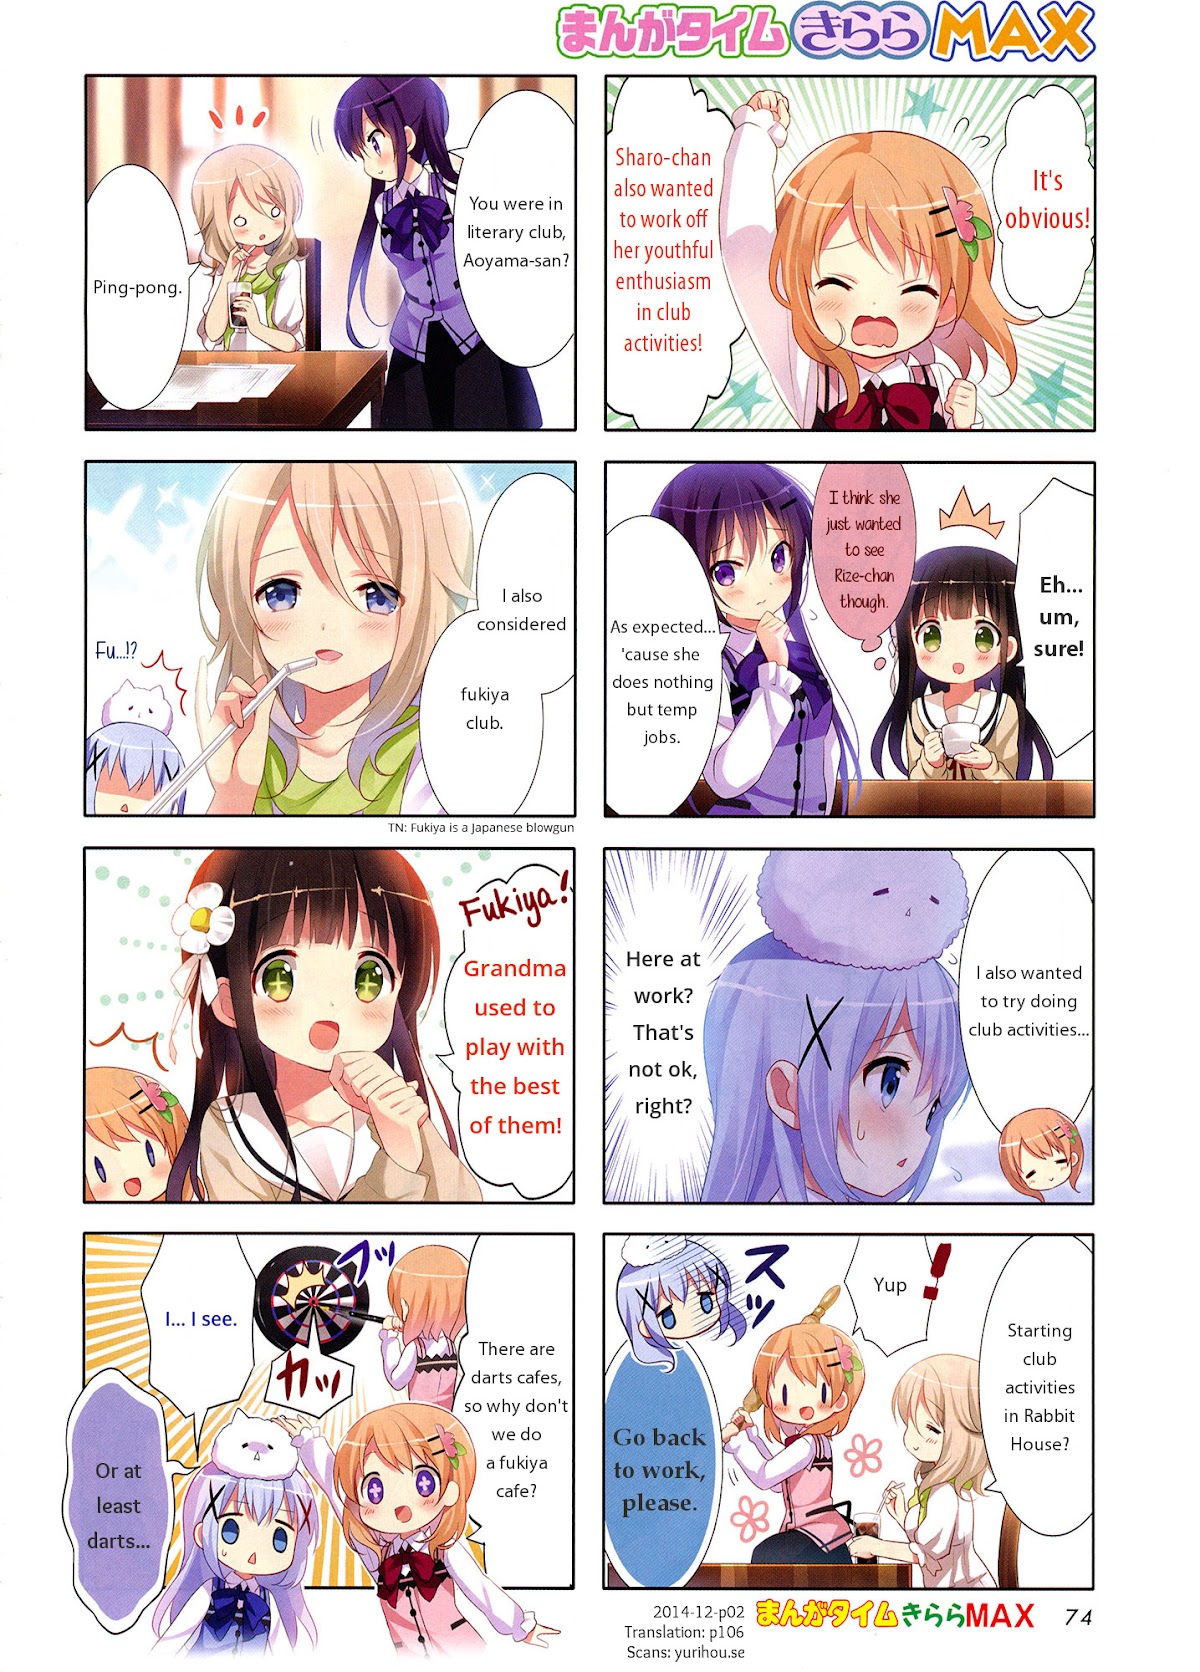 まんがタイムきららMAX
It's
obvious!
Sharo-chan
also wanted
to work off
her youthful
enthusiasm
in club
activities!
Eh...
um,
sure!
I think she
just wanted
to see
Rize-chan
though.
As expected...
'cause she
does nothing
but temp
jobs.
I also wanted
to try doing
club activities...
Here at
work?
That's
not ok,
right?
Starting
club
activities
in Rabbit
House?
Yup!
スッ
Go back
to work,
please.
You were in
literary club,
Aoyama-san?
Ping-pong.
I also
considered
fukiya
club.
Fu...!?
TN: Fukiya is a Japanese blowgun
Fukiya!
Grandma
used to
play with
the best
of them!
There are
darts cafes,
so why don't
we do
a fukiya
cafe?
フッ
カッ
I... I see.
Or at
least
darts...
2014-12-p02
Translation: p106
Scans: yurihou.se
まんがタイムきららMAX
74